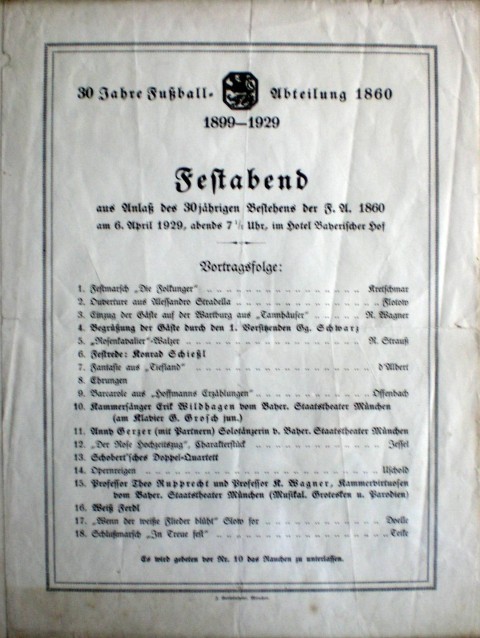 30 Jahre Fußball- Abteilung 1860
1899—1929
Festabend
aus Anlaß des 30jährigen Bestehens der F. A. 1860
am 6. April 1929, abends 7½ Uhr, im Hotel Bayerischer Hof
Vortragsfolge:
1. Festmarsch „Die Folkunger" Kretschmar
2. Ouverture aus Alessandro Stradella Flotow
3. Einzug der Gäste auf der Wartburg aus „Tannhäuser" R. Wagner
4. Begrüßung der Gäste durch den 1. Vorsitzenden Gg. Schwarz
5. „Rosenkavalier"-Walzer R. Strauß
6. Festrede: Konrad Schießl
7. Fantasie aus „Tiefland" d'Albert
8. Ehrungen
9. Barcarole aus „Hoffmanns Erzählungen" Offenbach
10. Kammersänger Erik Wildhagen vom Bayer. Staatstheater München
(am Klavier G. Grosch jun.)
11. Anny Gerzer (mit Partnern) Solotänzerin v. Bayer. Staatstheater München
12. „Der Rose Hochzeitszug", Charakterstück Jessel
13. Schobert'sches Doppel-Quartett
14. Opernreigen Uschold
15. Professor Theo Rupprecht und Professor K. Wagner, Kammervirtuosen
vom Bayer. Staatstheater München (Musikal. Grotesken u. Parodien)
16. Weiß Ferdl
17. „Wenn der weiße Flieder blüht" Slow for Doelle
18. Schlußmarsch „In Treue fest" Teike
Es wird gebeten vor Nr. 10 das Rauchen zu unterlassen.